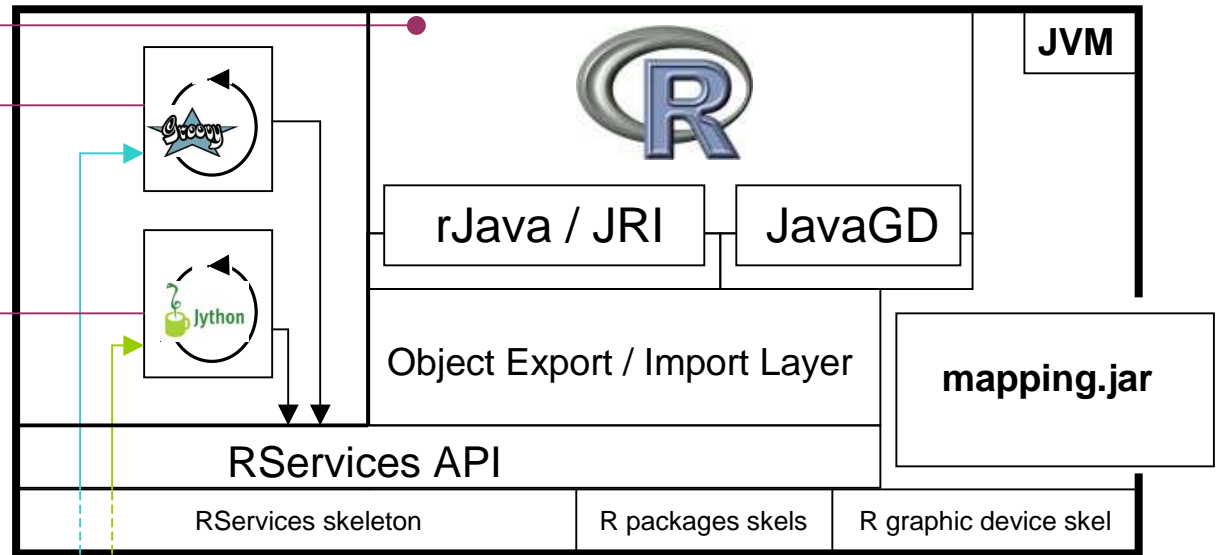 JVM
Groovy
R
rJava / JRI
JavaGD
Jython
Object Export / Import Layer
mapping.jar
RServices API
RServices skeleton
R packages skels
R graphic device skel